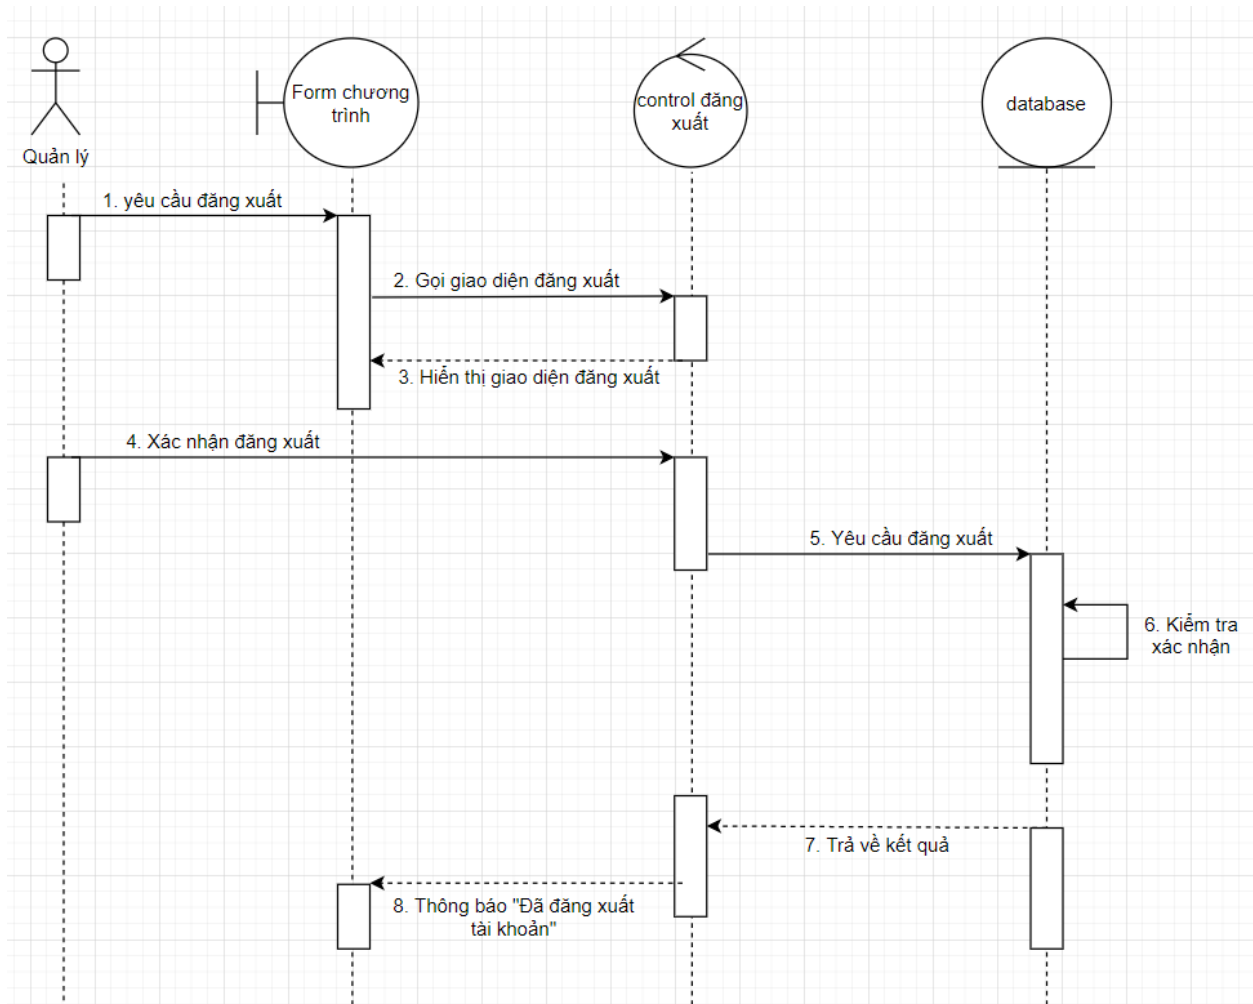 Form chương
trình
control đăng
xuất
database
Quản lý
1. yêu cầu đăng xuất
2. Gọi giao diện đăng xuất
3. Hiển thị giao diện đăng xuất
4. Xác nhận đăng xuất
5. Yêu cầu đăng xuất
6. Kiểm tra
xác nhận
7. Trả về kết quả
8. Thông báo "Đã đăng xuất
tài khoản"